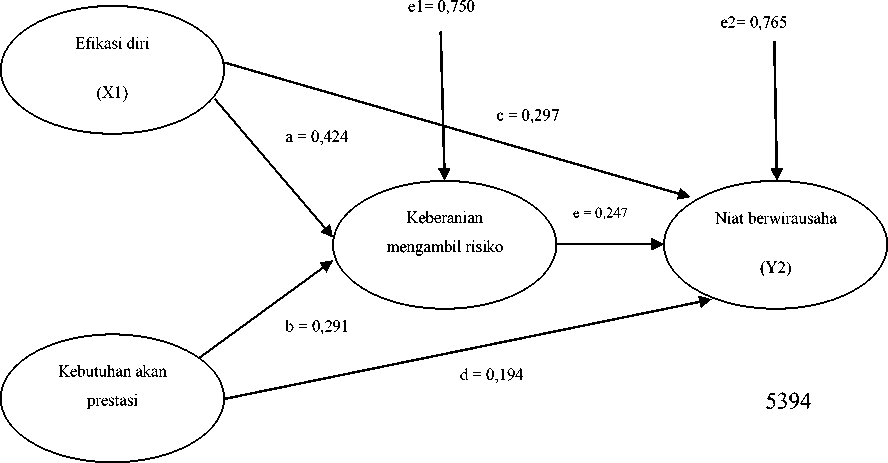 e1= 0,750
e2= 0,765
Efikasi diri
(X1)
c = 0,297
a = 0,424
Keberanian
mengambil risiko
e = 0,247
Niat berwirausaha
(Y2)
b = 0,291
Kebutuhan akan
prestasi
d = 0,194
5394